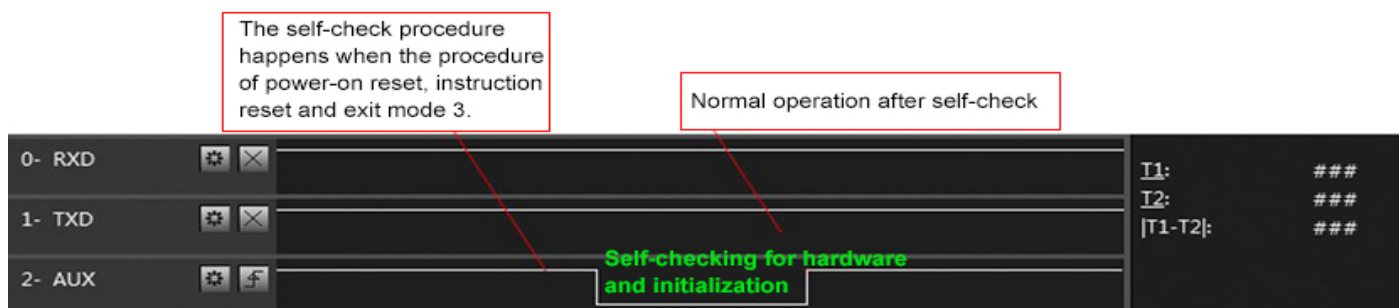 The self-check procedure
happens when the procedure
of power-on reset, instruction
reset and exit mode 3.
Normal operation after self-check
0- RXD
T1: ###
T2: ###
1- TXD
|T1-T2|: ###
Self-checking for hardware
and initialization
2- AUX